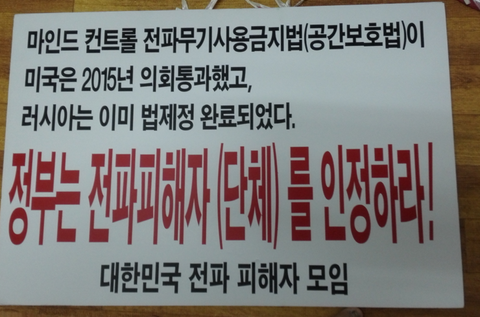 마인드 컨트롤 전파무기사용금지법(공간보호법)이
미국은 2015년 의회통과했고,
러시아는 이미 법제정 완료되었다.
정부는 전파피해자 (단체) 를 인정하라!
대한민국 전파 피해자 모임